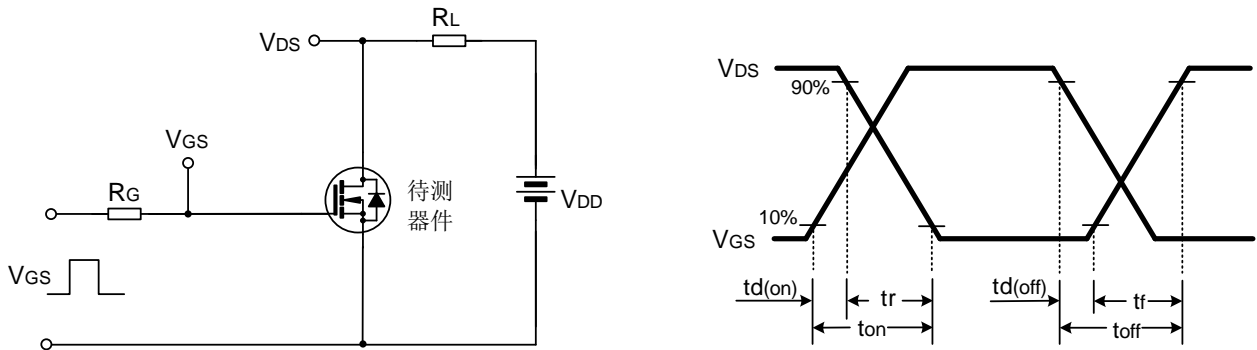 RL
VDS
VGS
RG
待测
器件
VDD
VGS
VDS
90%
10%
VGS
td(on)
tr
ton
td(off)
tf
toff